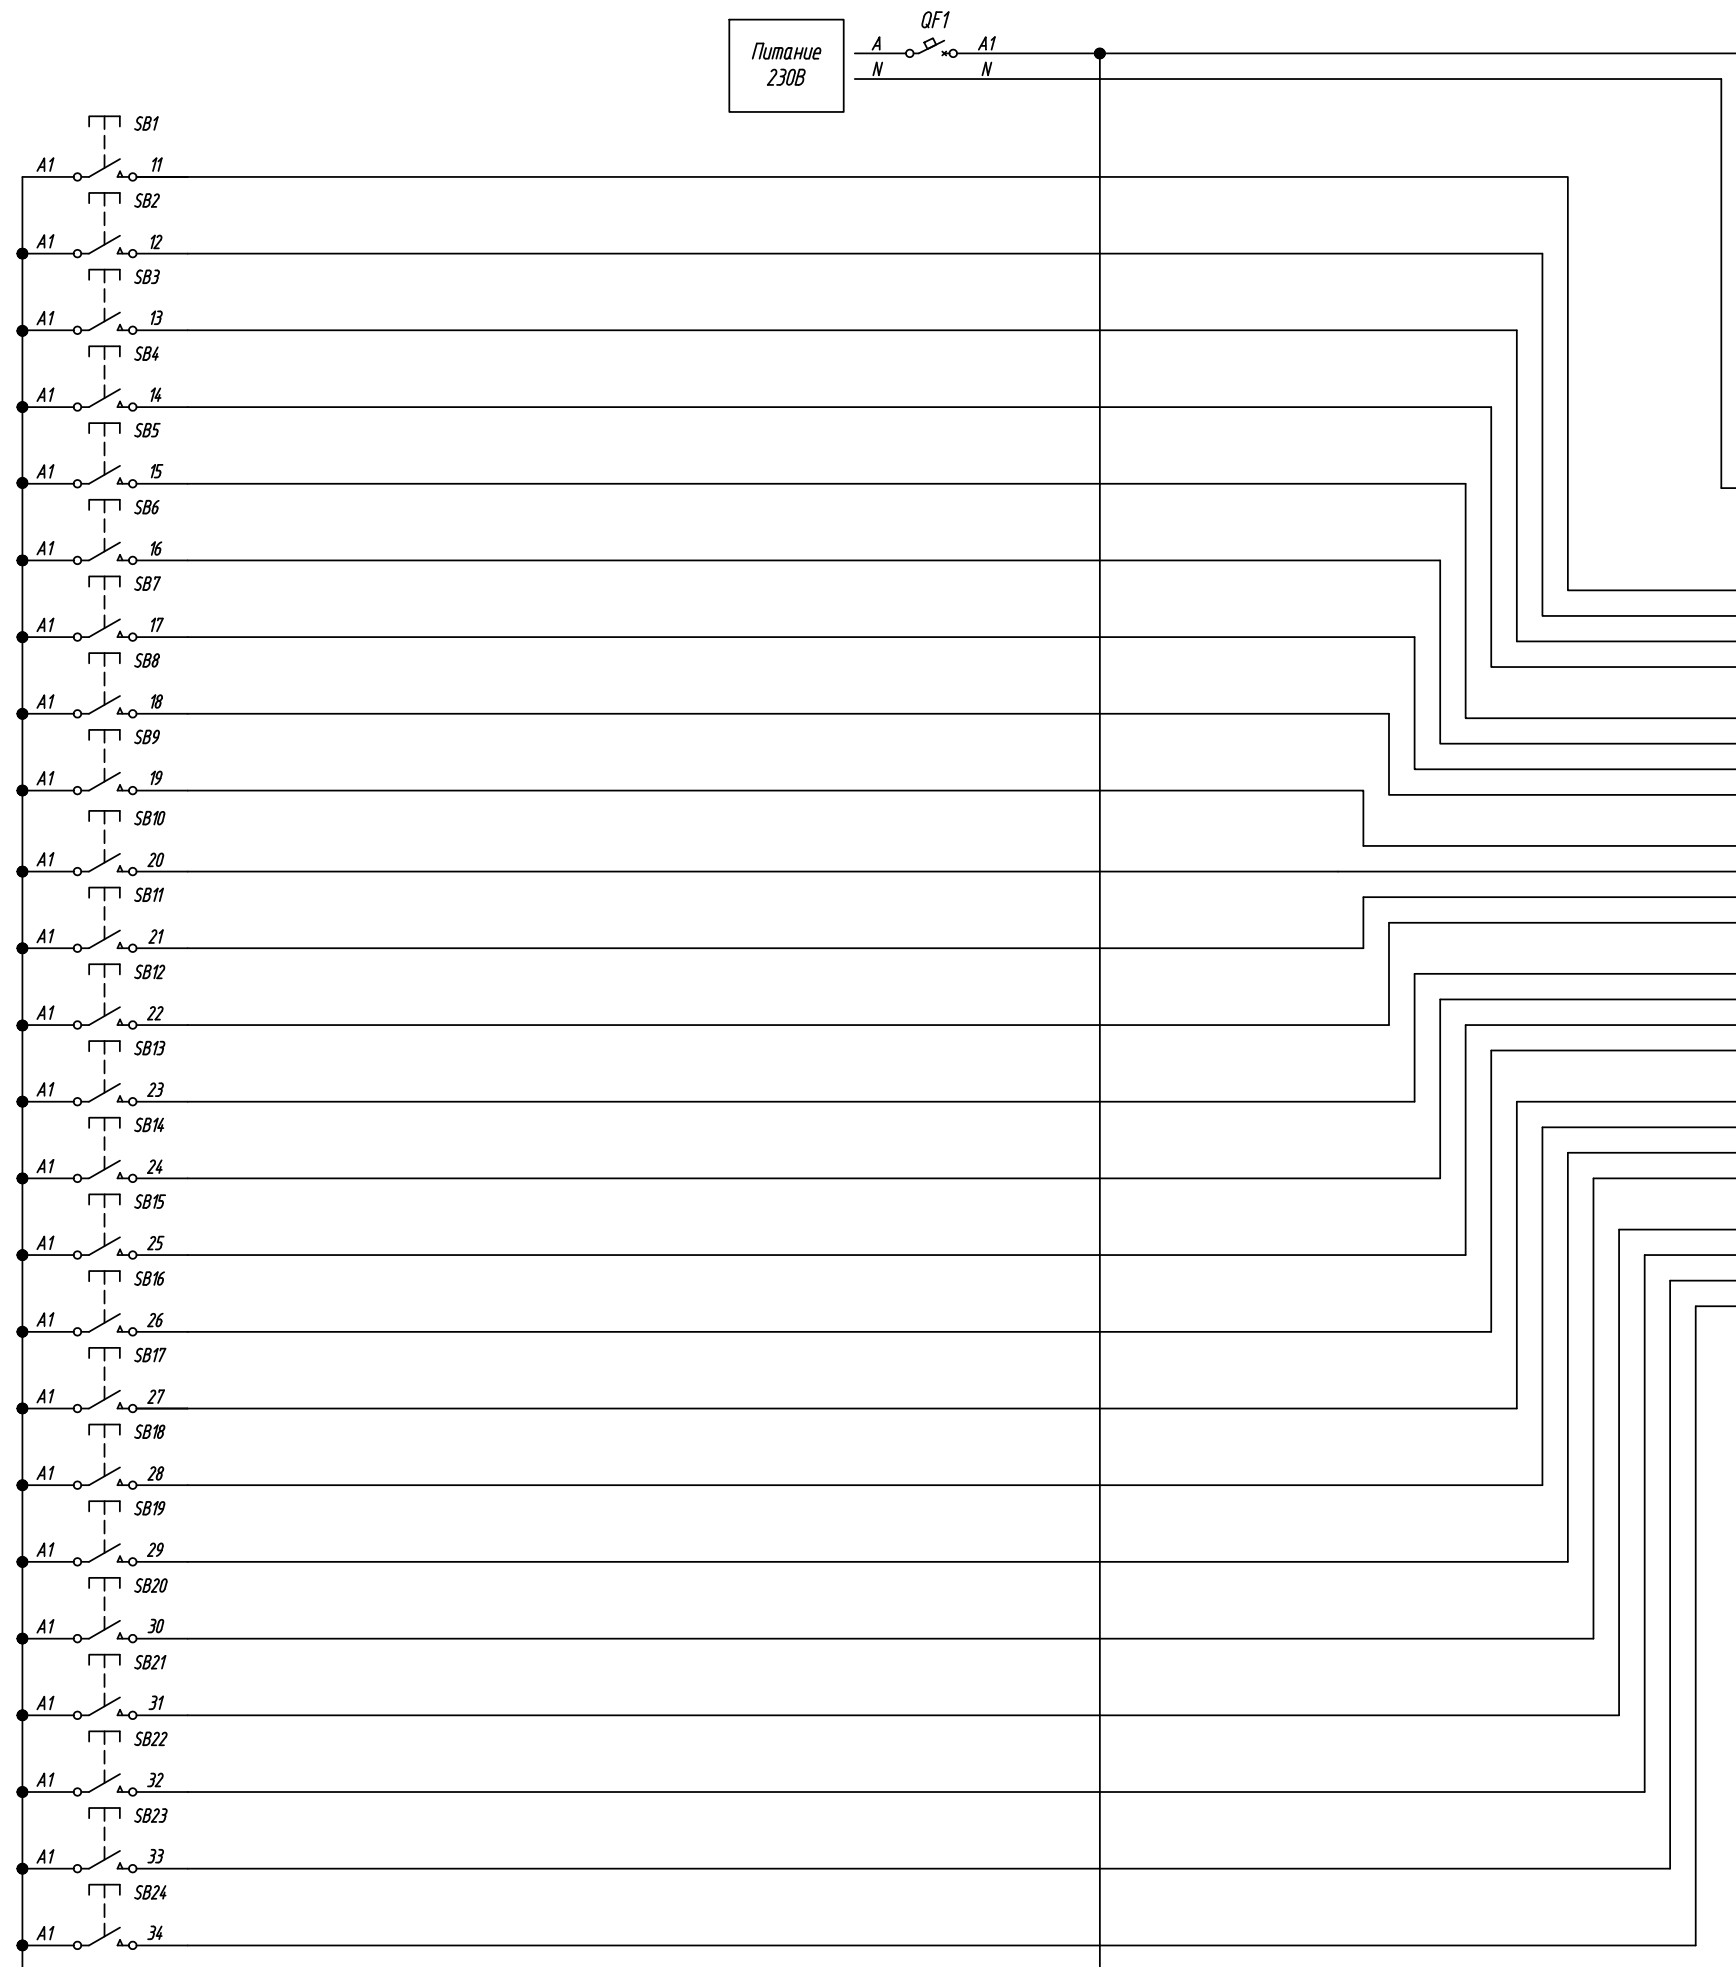 QF1
Питание
230В
A A1
N N
SB1
A1 11
SB2
A1 12
SB3
A1 13
SB4
A1 14
SB5
A1 15
SB6
A1 16
SB7
A1 17
SB8
A1 18
SB9
A1 19
SB10
A1 20
SB11
A1 21
SB12
A1 22
SB13
A1 23
SB14
A1 24
SB15
A1 25
SB16
A1 26
SB17
A1 27
SB18
A1 28
SB19
A1 29
SB20
A1 30
SB21
A1 31
SB22
A1 32
SB23
A1 33
SB24
A1 34